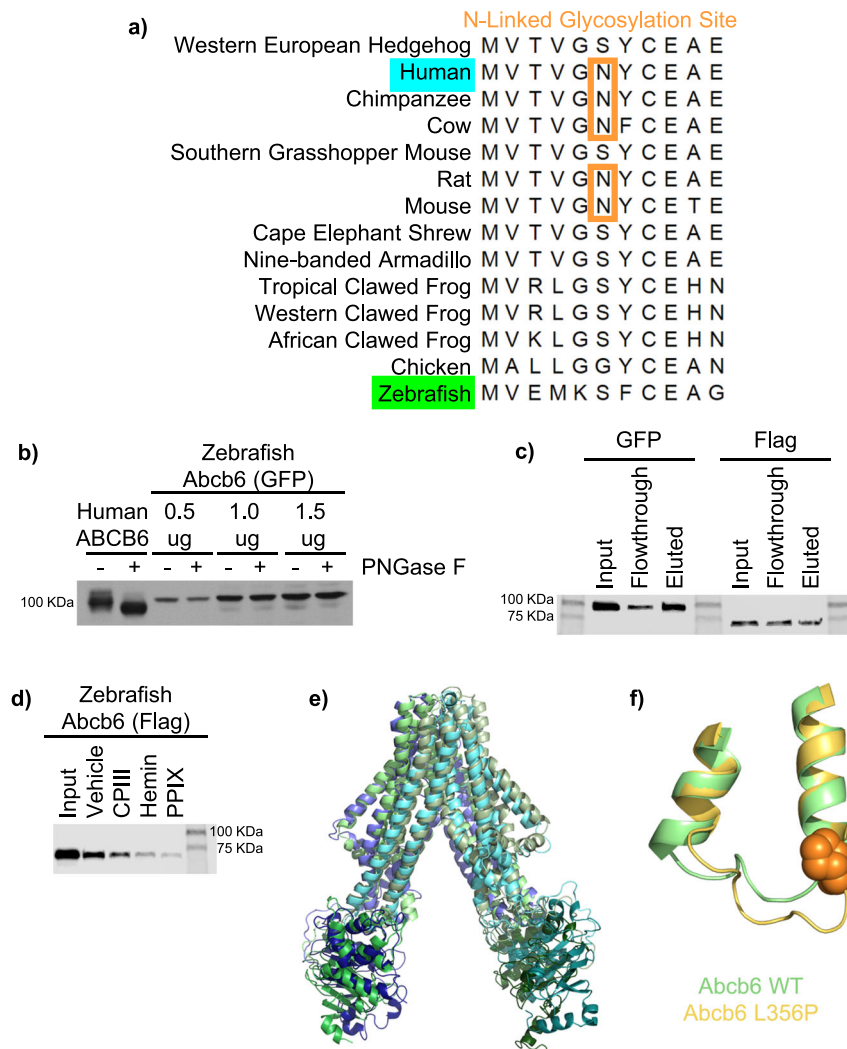 a)
N-Linked Glycosylation Site
Western European Hedgehog M V T V G S Y C E A E
Human M V T V G N Y C E A E
Chimpanzee M V T V G N Y C E A E
Cow M V T V G N F C E A E
Southern Grasshopper Mouse M V T V G S Y C E A E
Rat M V T V G N Y C E A E
Mouse M V T V G N Y C E T E
Cape Elephant Shrew M V T V G S Y C E A E
Nine-banded Armadillo M V T V G S Y C E A E
Tropical Clawed Frog M V R L G S Y C E H N
Western Clawed Frog M V R L G S Y C E H N
African Clawed Frog M V K L G S Y C E H N
Chicken M A L L G G Y C E A N
Zebrafish M V E M K S F C E A G
b)
Zebrafish
Abcb6 (GFP)
Human 0.5 1.0 1.5
ABCB6 ug ug ug
- + - + - + - + PNGase F
100 KDa
c)
GFP Flag
Input Flowthrough Eluted Input Flowthrough Eluted
100 KDa
75 KDa
d)
Zebrafish
Abcb6 (Flag)
Input Vehicle CPIII Hemin PPIX
100 KDa
75 KDa
e)
f)
Abcb6 WT
Abcb6 L356P